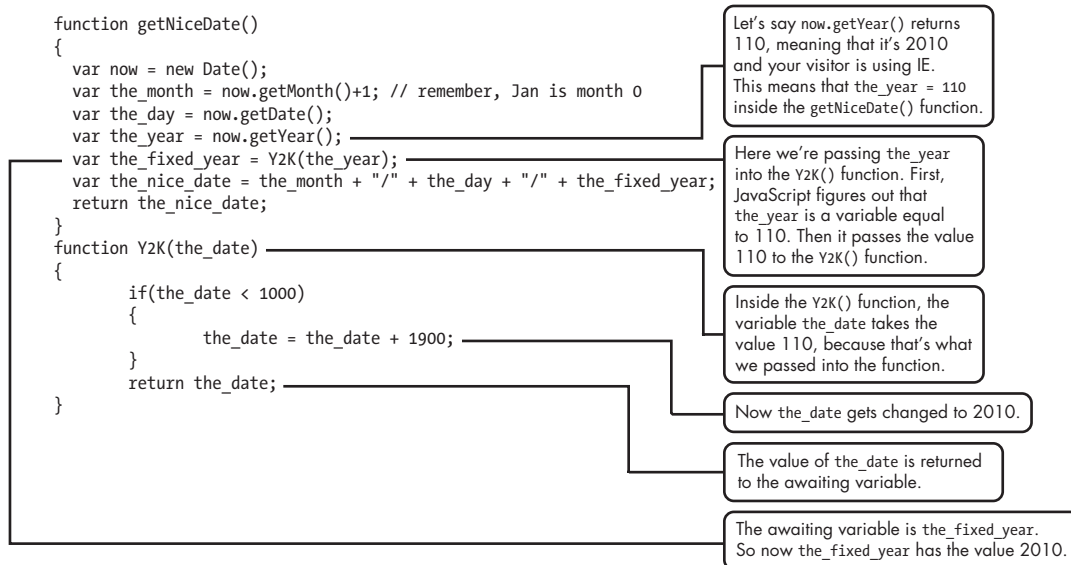 function getNiceDate()
{
var now = new Date();
var the_month = now.getMonth()+1; // remember, Jan is month 0
var the_day = now.getDate();
var the_year = now.getYear();
var the_fixed_year = Y2K(the_year);
var the_nice_date = the_month + "/" + the_day + "/" + the_fixed_year;
return the_nice_date;
}
function Y2K(the_date)
{
if(the_date < 1000)
{
the_date = the_date + 1900;
}
return the_date;
}
Let's say now.getYear() returns
110, meaning that it's 2010
and your visitor is using IE.
This means that the_year = 110
inside the getNiceDate() function.
Here we're passing the_year
into the Y2K() function. First,
JavaScript figures out that
the_year is a variable equal
to 110. Then it passes the value
110 to the Y2K() function.
Inside the Y2K() function, the
variable the_date takes the
value 110, because that's what
we passed into the function.
Now the_date gets changed to 2010.
The value of the_date is returned
to the awaiting variable.
The awaiting variable is the_fixed_year.
So now the_fixed_year has the value 2010.